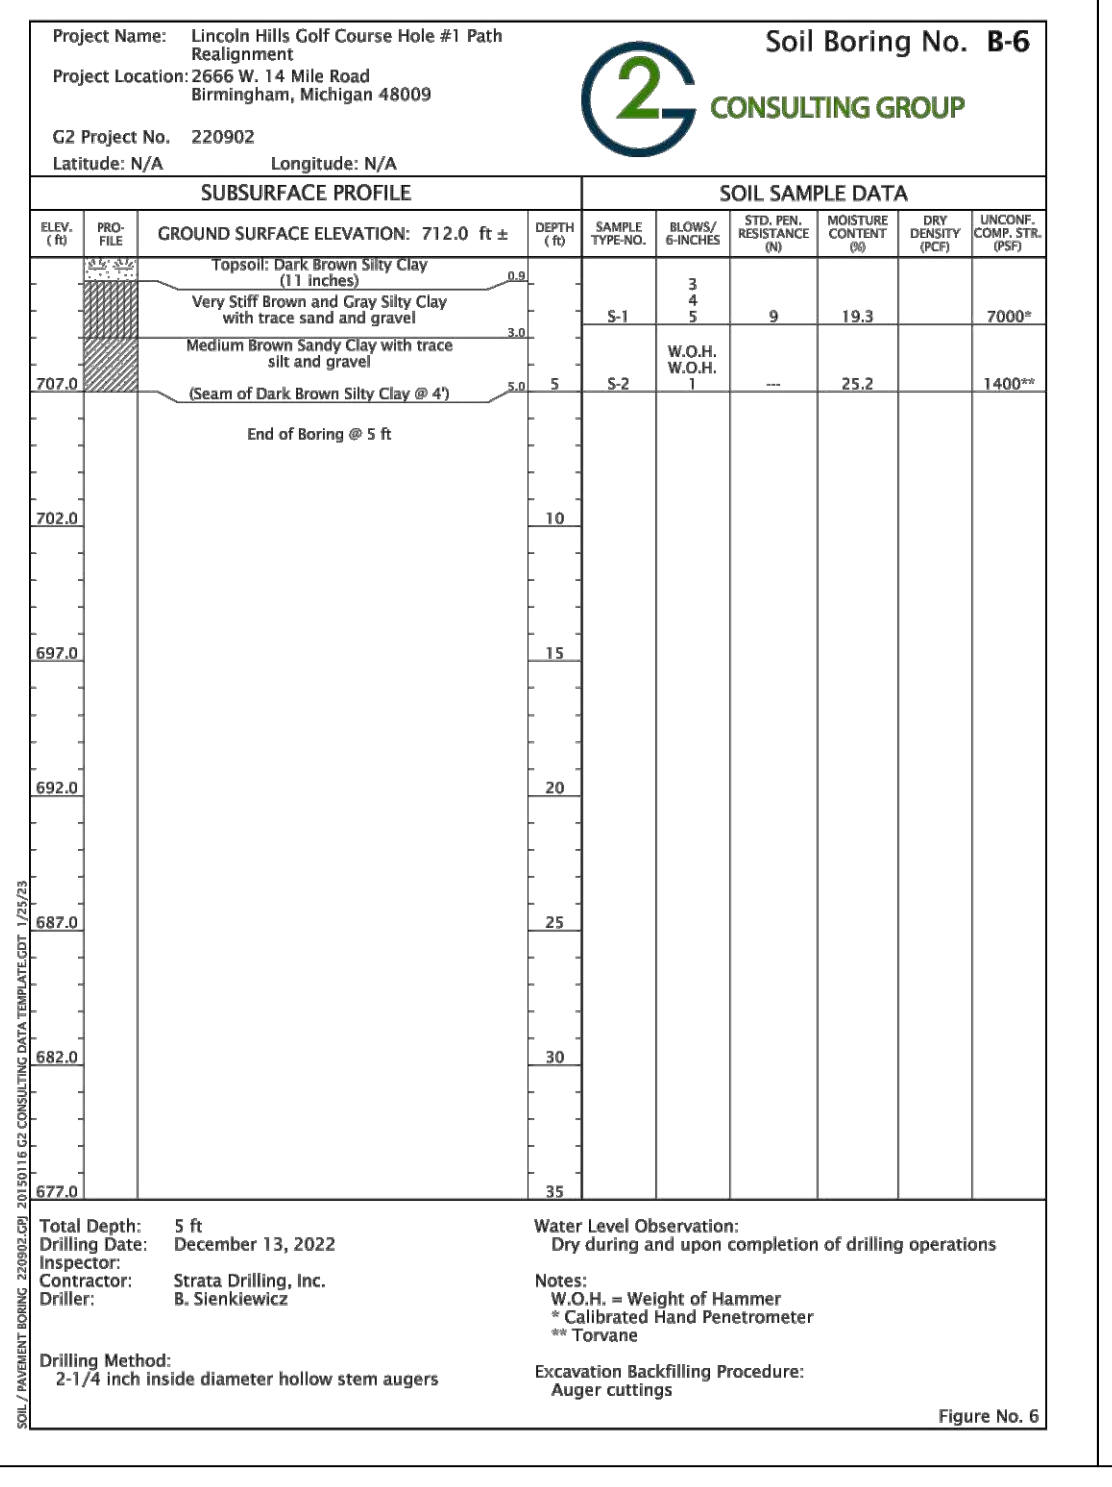 Project Name: Lincoln Hills Golf Course Hole #1 Path
Realignment
Project Location: 2666 W. 14 Mile Road
Birmingham, Michigan 48009
G2 Project No. 220902
Latitude: N/A Longitude: N/A
Soil Boring No. B-6
G2 CONSULTING GROUP
SUBSURFACE PROFILE
SOIL SAMPLE DATA
ELEV. (ft)
PRO-FILE
GROUND SURFACE ELEVATION: 712.0 ft ±
DEPTH (ft)
SAMPLE TYPE-NO.
BLOWS/ 6-INCHES
STD. PEN. RESISTANCE (N)
MOISTURE CONTENT (%)
DRY DENSITY (PCF)
UNCONF. COMP. STR. (PSF)
Topsoil: Dark Brown Silty Clay
(11 inches)
0.9
Very Stiff Brown and Gray Silty Clay
with trace sand and gravel
3.0
3
4
S-1 5 9 19.3 7000*
Medium Brown Sandy Clay with trace
silt and gravel
W.O.H.
W.O.H.
707.0 (Seam of Dark Brown Silty Clay @ 4') 5.0 5 S-2 1 --- 25.2 1400**
End of Boring @ 5 ft
702.0 10
697.0 15
692.0 20
687.0 25
682.0 30
677.0 35
Total Depth: 5 ft
Drilling Date: December 13, 2022
Inspector:
Contractor: Strata Drilling, Inc.
Driller: B. Sienkiewicz
Drilling Method:
2-1/4 inch inside diameter hollow stem augers
Water Level Observation:
Dry during and upon completion of drilling operations
Notes:
W.O.H. = Weight of Hammer
* Calibrated Hand Penetrometer
** Torvane
Excavation Backfilling Procedure:
Auger cuttings
Figure No. 6
SOIL / PAVEMENT BORING 220902.GPJ 20150116 G2 CONSULTING DATA TEMPLATE.GDT 1/25/23